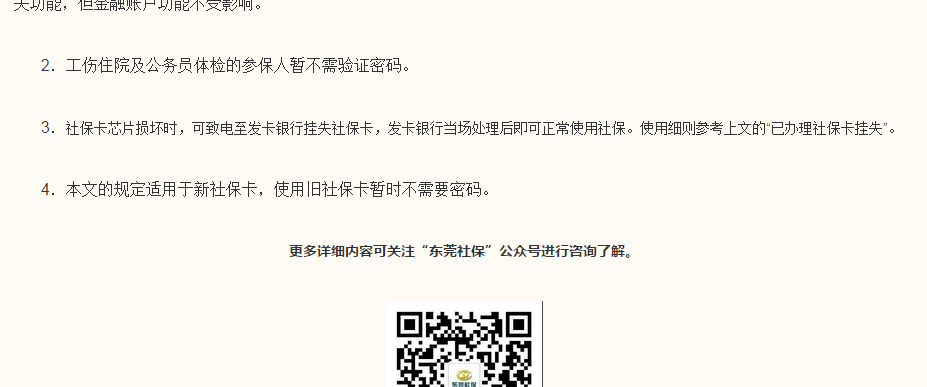 关功能，但金融账户功能不受影响。
2．工伤住院及公务员体检的参保人暂不需验证密码。
3．社保卡芯片损坏时，可致电至发卡银行挂失社保卡，发卡银行当场处理后即可正常使用社保。使用细则参考上文的“已办理社保卡挂失”。
4．本文的规定适用于新社保卡，使用旧社保卡暂时不需要密码。
更多详细内容可关注“东莞社保”公众号进行咨询了解。
东莞社保